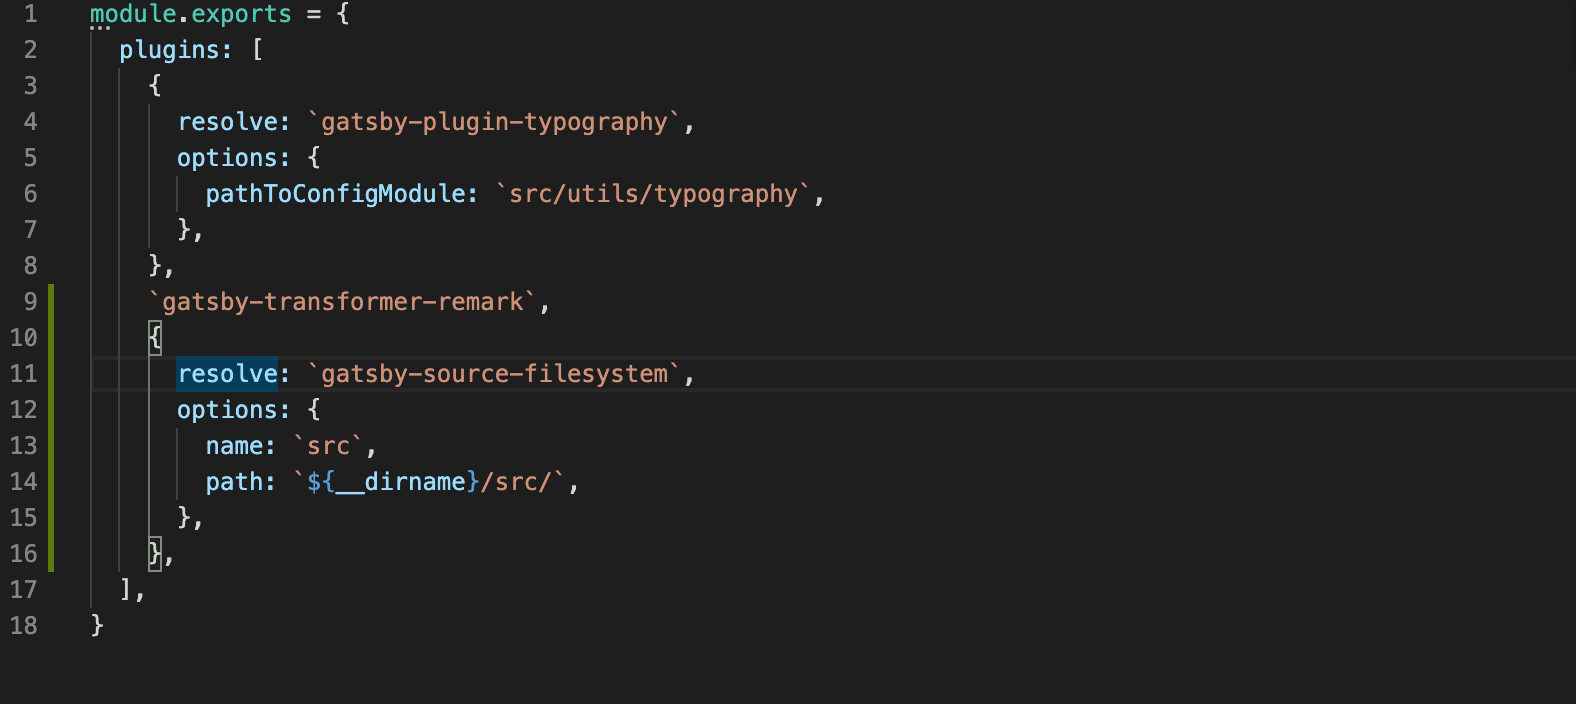 1 module.exports = {
2 plugins: [
3 {
4 resolve: `gatsby-plugin-typography`,
5 options: {
6 pathToConfigModule: `src/utils/typography`,
7 },
8 },
9 `gatsby-transformer-remark`,
10 {
11 resolve: `gatsby-source-filesystem`,
12 options: {
13 name: `src`,
14 path: `${__dirname}/src/`,
15 },
16 },
17 ],
18 }